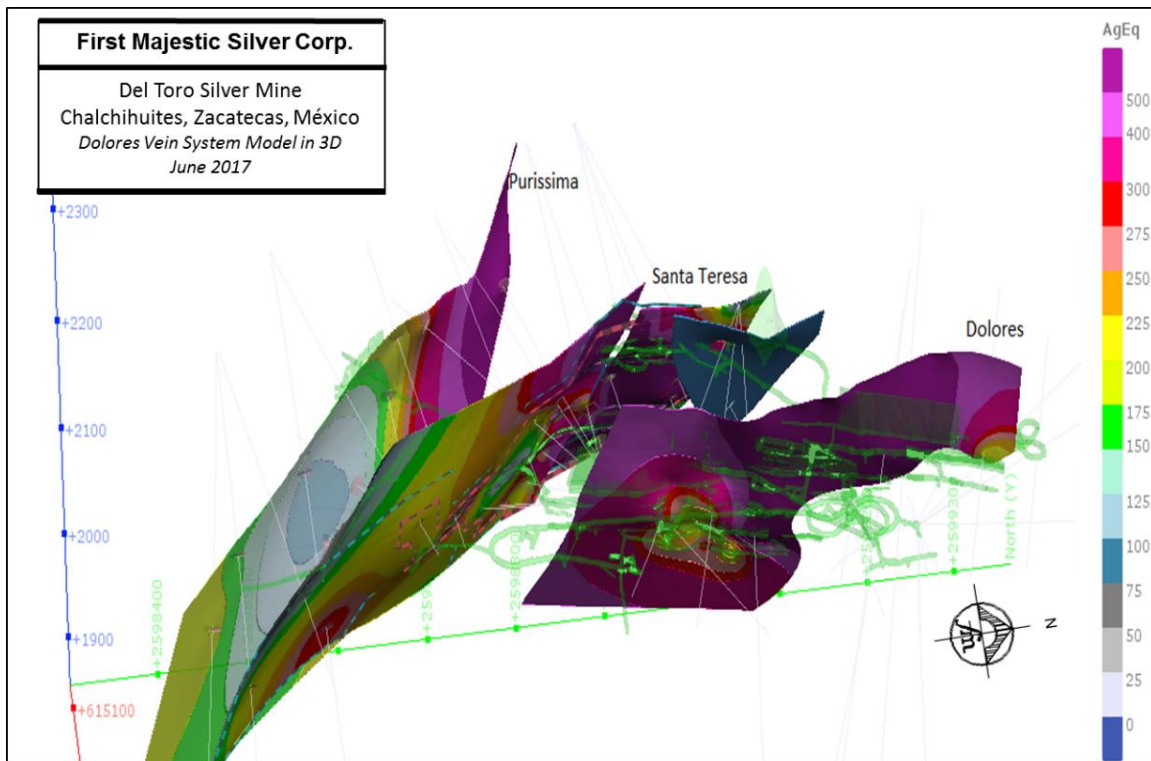 First Majestic Silver Corp.
Del Toro Silver Mine
Chalchihuites, Zacatecas, México
Dolores Vein System Model in 3D
June 2017
AgEq
500
400
300
275
250
225
200
175
150
125
100
75
50
25
0
Purissima
Santa Teresa
Dolores
+2300
+2200
+2100
+2000
+1900
+615100
+2598400
+2598800
North (Y)
N
fm